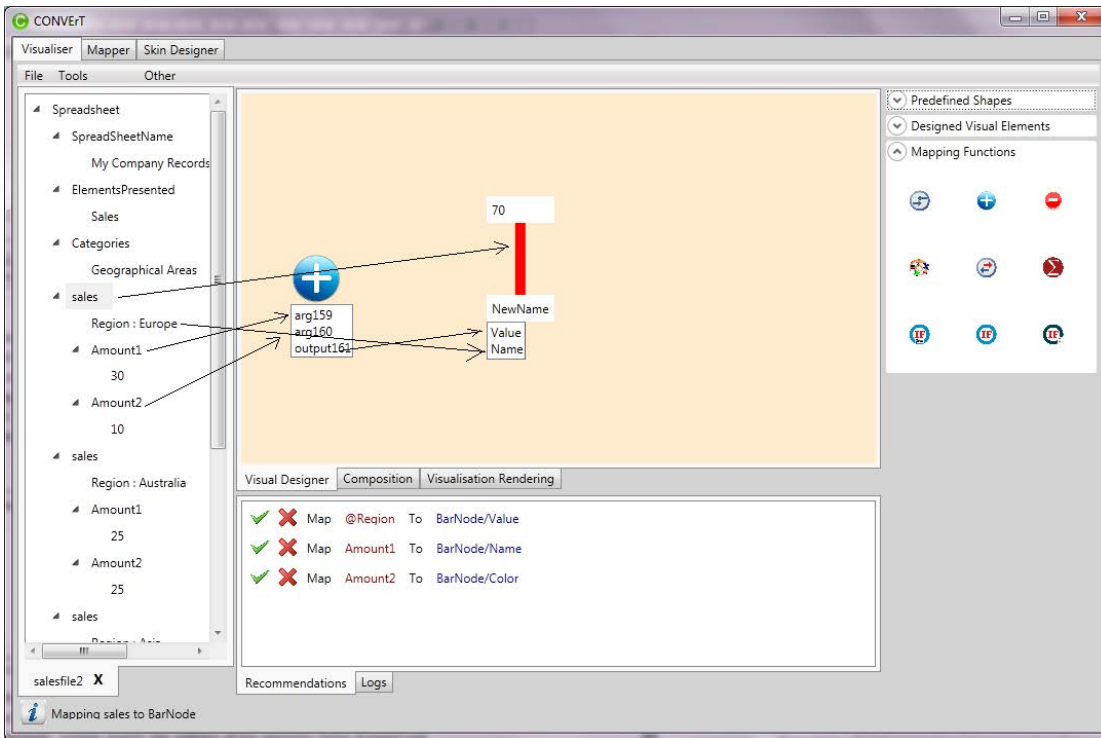 CONVErT
Visualiser Mapper Skin Designer
File Tools Other
Spreadsheet
SpreadSheetName
My Company Records
ElementsPresented
Sales
Categories
Geographical Areas
sales
Region : Europe
Amount1
30
Amount2
10
sales
Region : Australia
Amount1
25
Amount2
25
sales
salesfile2 X
70
NewName
Value
Name
arg159
arg160
output161
Visual Designer Composition Visualisation Rendering
Map @Region To BarNode/Value
Map Amount1 To BarNode/Name
Map Amount2 To BarNode/Color
Recommendations Logs
Predefined Shapes
Designed Visual Elements
Mapping Functions
IF IF IF
Mapping sales to BarNode